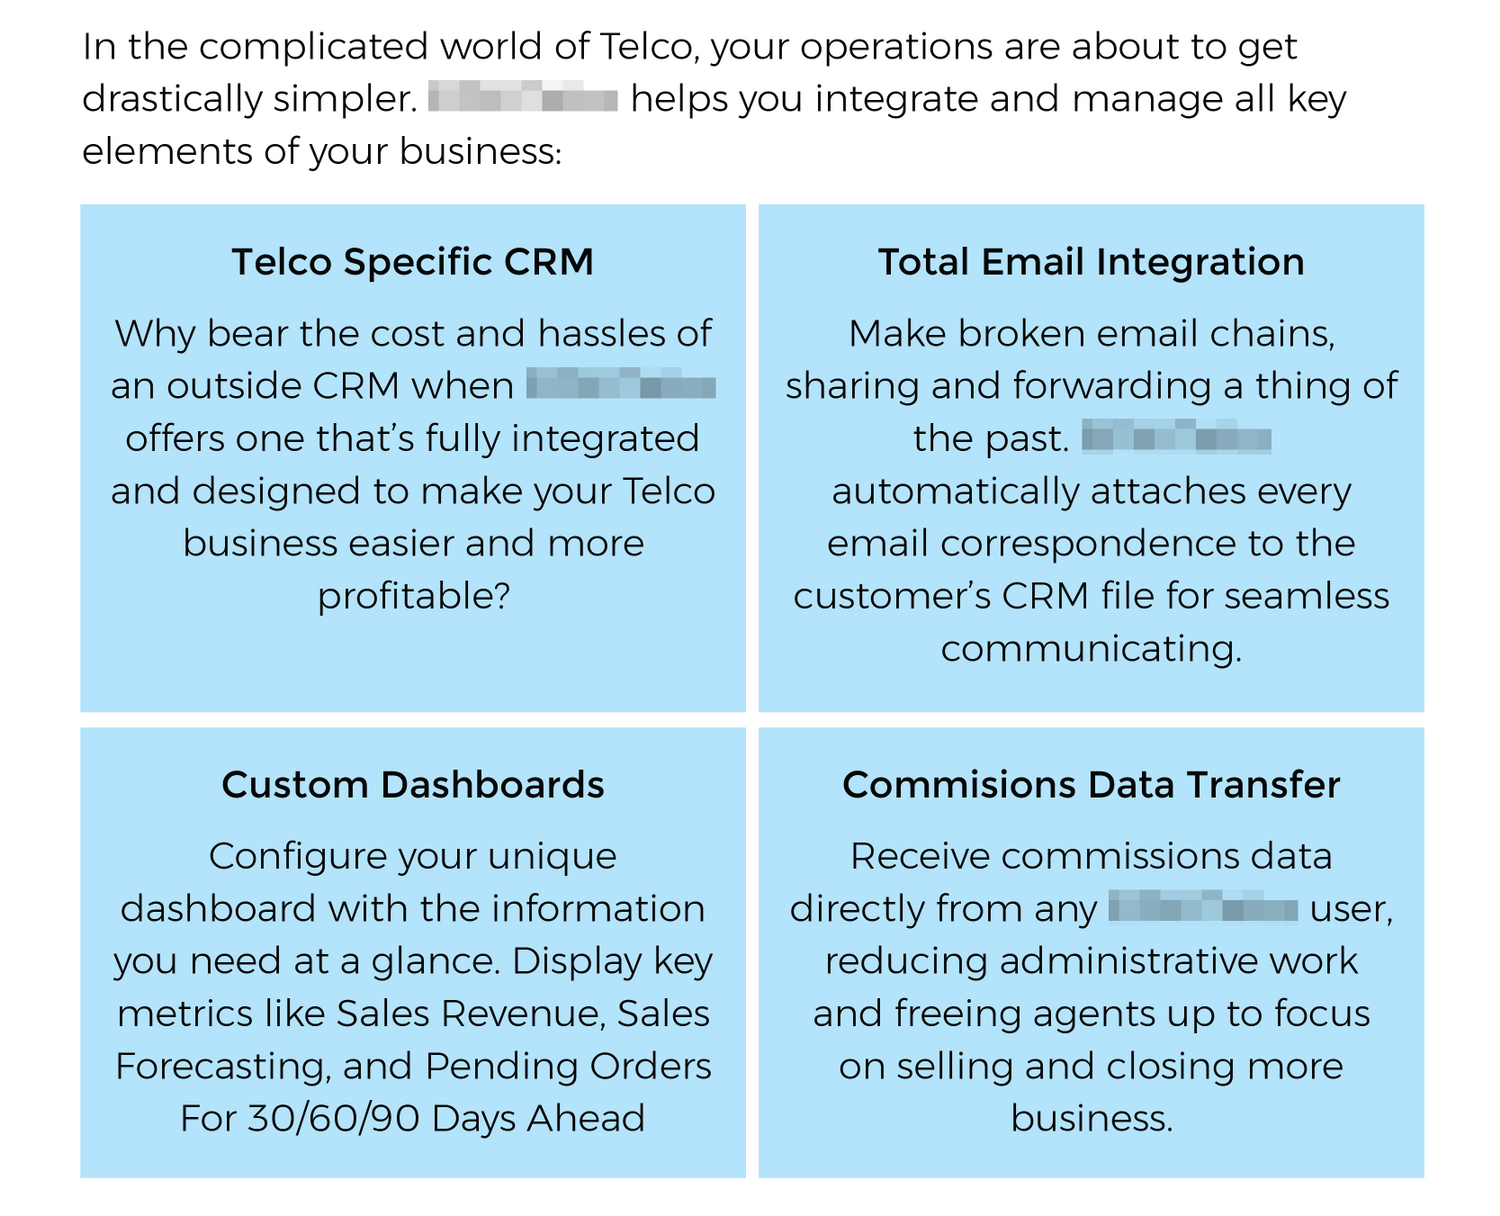 In the complicated world of Telco, your operations are about to get
drastically simpler. helps you integrate and manage all key
elements of your business:
Telco Specific CRM
Why bear the cost and hassles of
an outside CRM when
offers one that’s fully integrated
and designed to make your Telco
business easier and more
profitable?
Total Email Integration
Make broken email chains,
sharing and forwarding a thing of
the past.
automatically attaches every
email correspondence to the
customer’s CRM file for seamless
communicating.
Custom Dashboards
Configure your unique
dashboard with the information
you need at a glance. Display key
metrics like Sales Revenue, Sales
Forecasting, and Pending Orders
For 30/60/90 Days Ahead
Commisions Data Transfer
Receive commissions data
directly from any user,
reducing administrative work
and freeing agents up to focus
on selling and closing more
business.